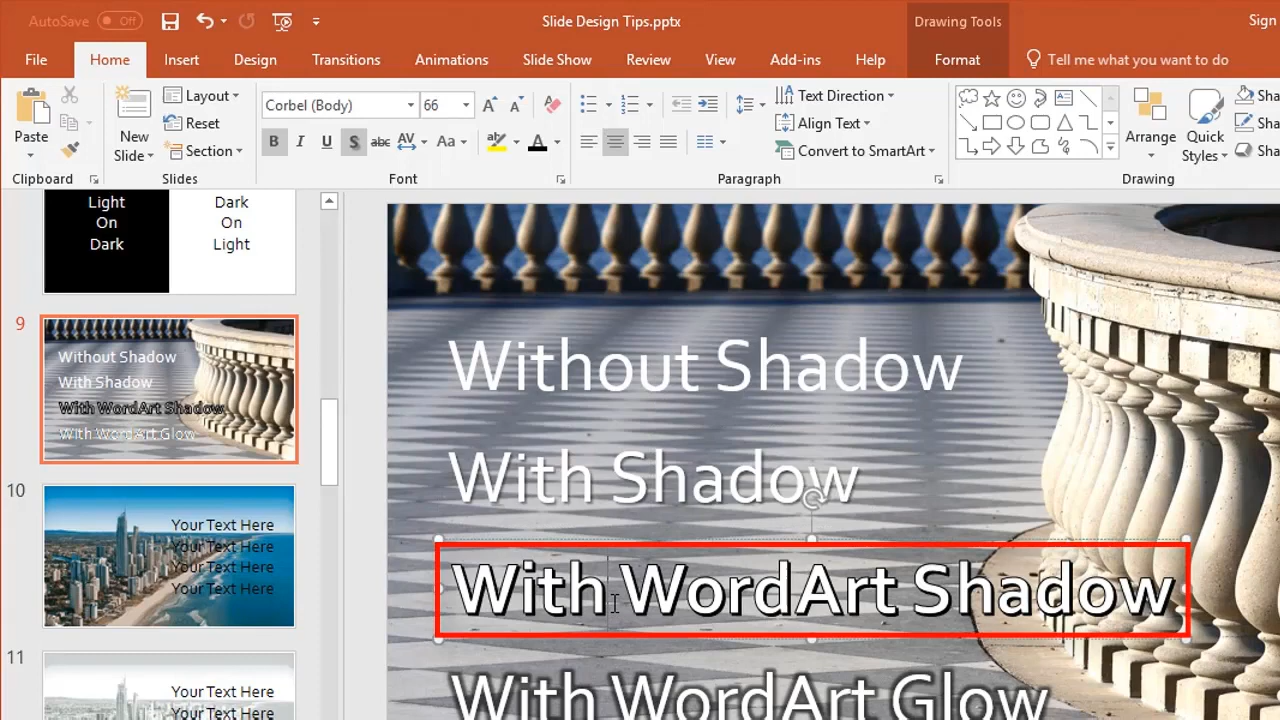 AutoSave Off Slide Design Tips.pptx Drawing Tools Sign
File Home Insert Design Transitions Animations Slide Show Review View Add-ins Help Format Tell me what you want to do
Paste
Clipboard
New
Slide
Layout
Reset
Section
Slides
Corbel (Body) 66
B I U S abc AV Aa A
Font
Text Direction
Align Text
Convert to SmartArt
Paragraph
Arrange
Quick
Styles
Sha
Sha
Sha
Drawing
Light
On
Dark
Dark
On
Light
9
Without Shadow
With Shadow
With WordArt Shadow
With WordArt Glow
10
Your Text Here
Your Text Here
Your Text Here
Your Text Here
11
Your Text Here
Your Text Here
Without Shadow
With Shadow
With WordArt Shadow
With WordArt Glow